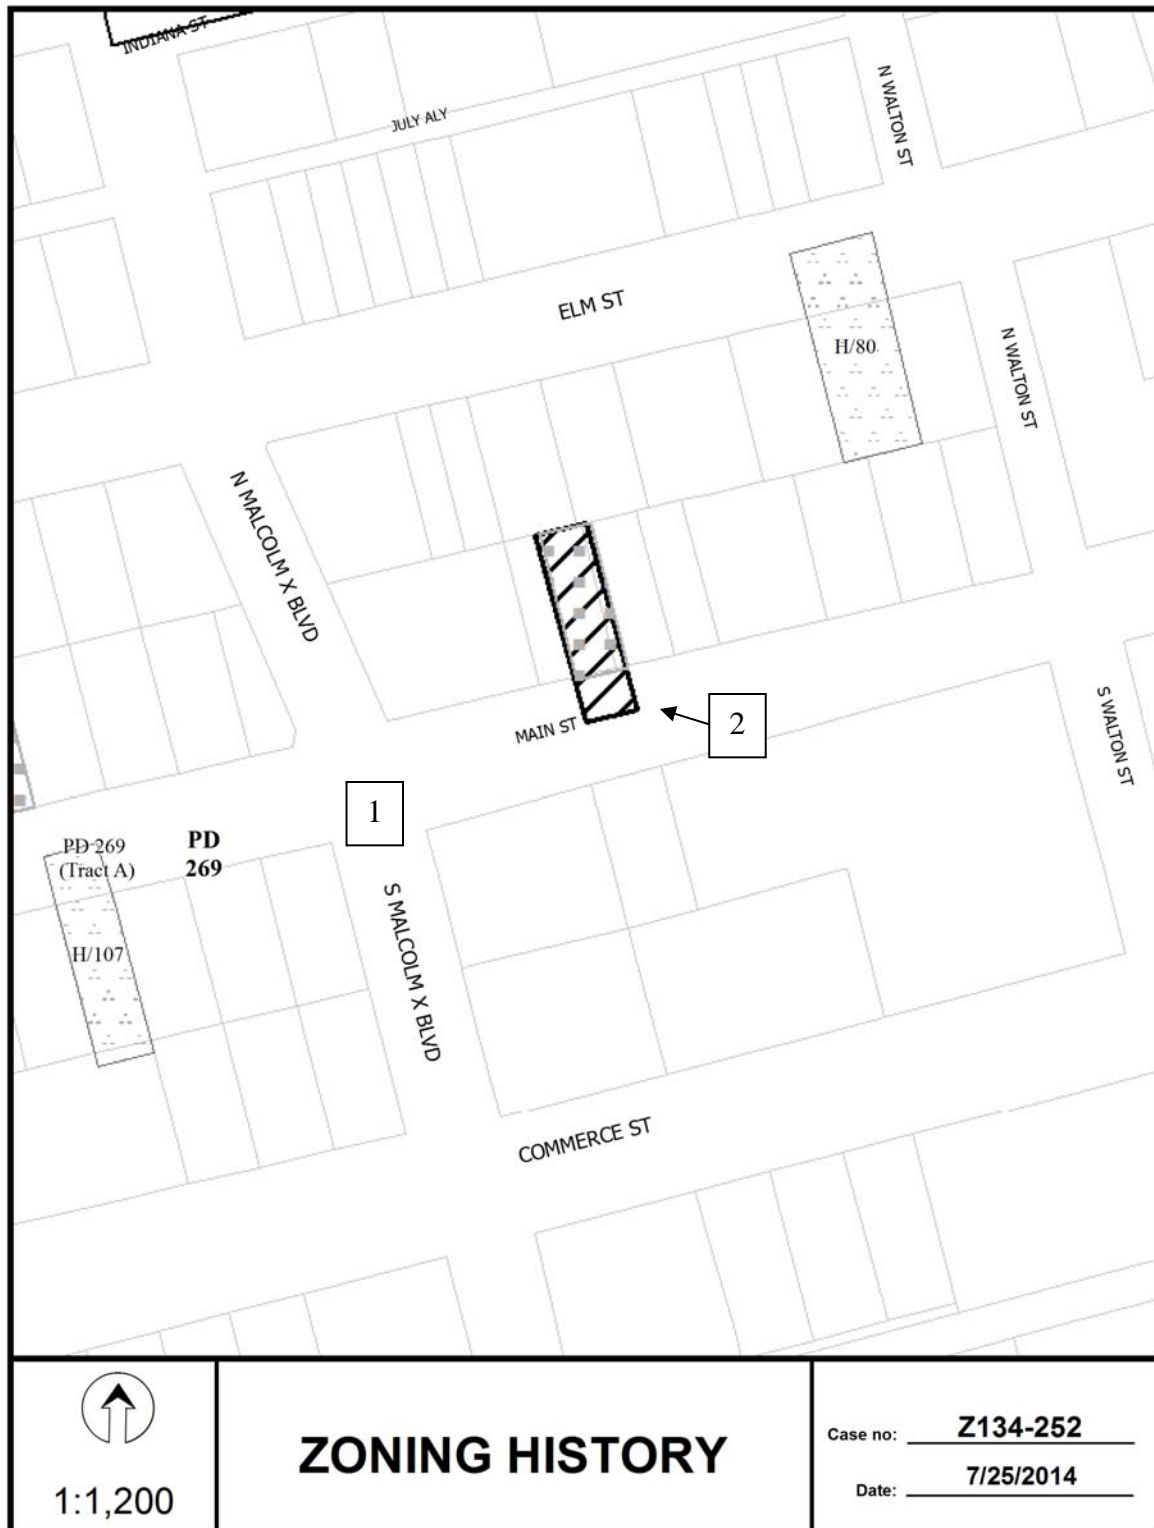 INDIANA ST
JULY ALY
N WALTON ST
ELM ST
H/80
N WALTON ST
N MALCOLM X BLVD
MAIN ST
2
S WALTON ST
1
PD 269
(Tract A)
PD
269
H/107
S MALCOLM X BLVD
COMMERCE ST
1:1,200
ZONING HISTORY
Case no: Z134-252
Date: 7/25/2014